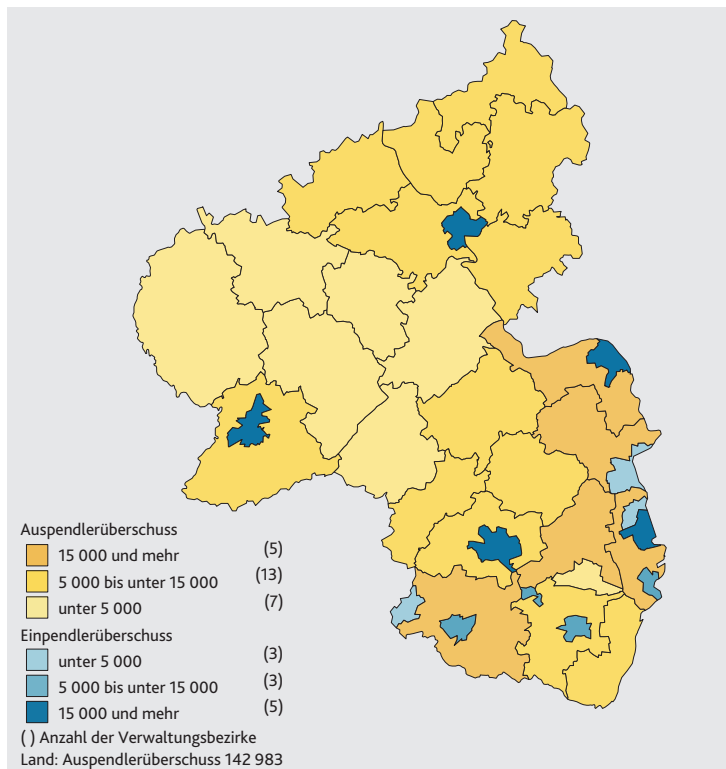 Auspendlerüberschuss
15 000 und mehr (5)
5 000 bis unter 15 000 (13)
unter 5 000 (7)
Einpendlerüberschuss
unter 5 000 (3)
5 000 bis unter 15 000 (3)
15 000 und mehr (5)
( ) Anzahl der Verwaltungsbezirke
Land: Auspendlerüberschuss 142 983